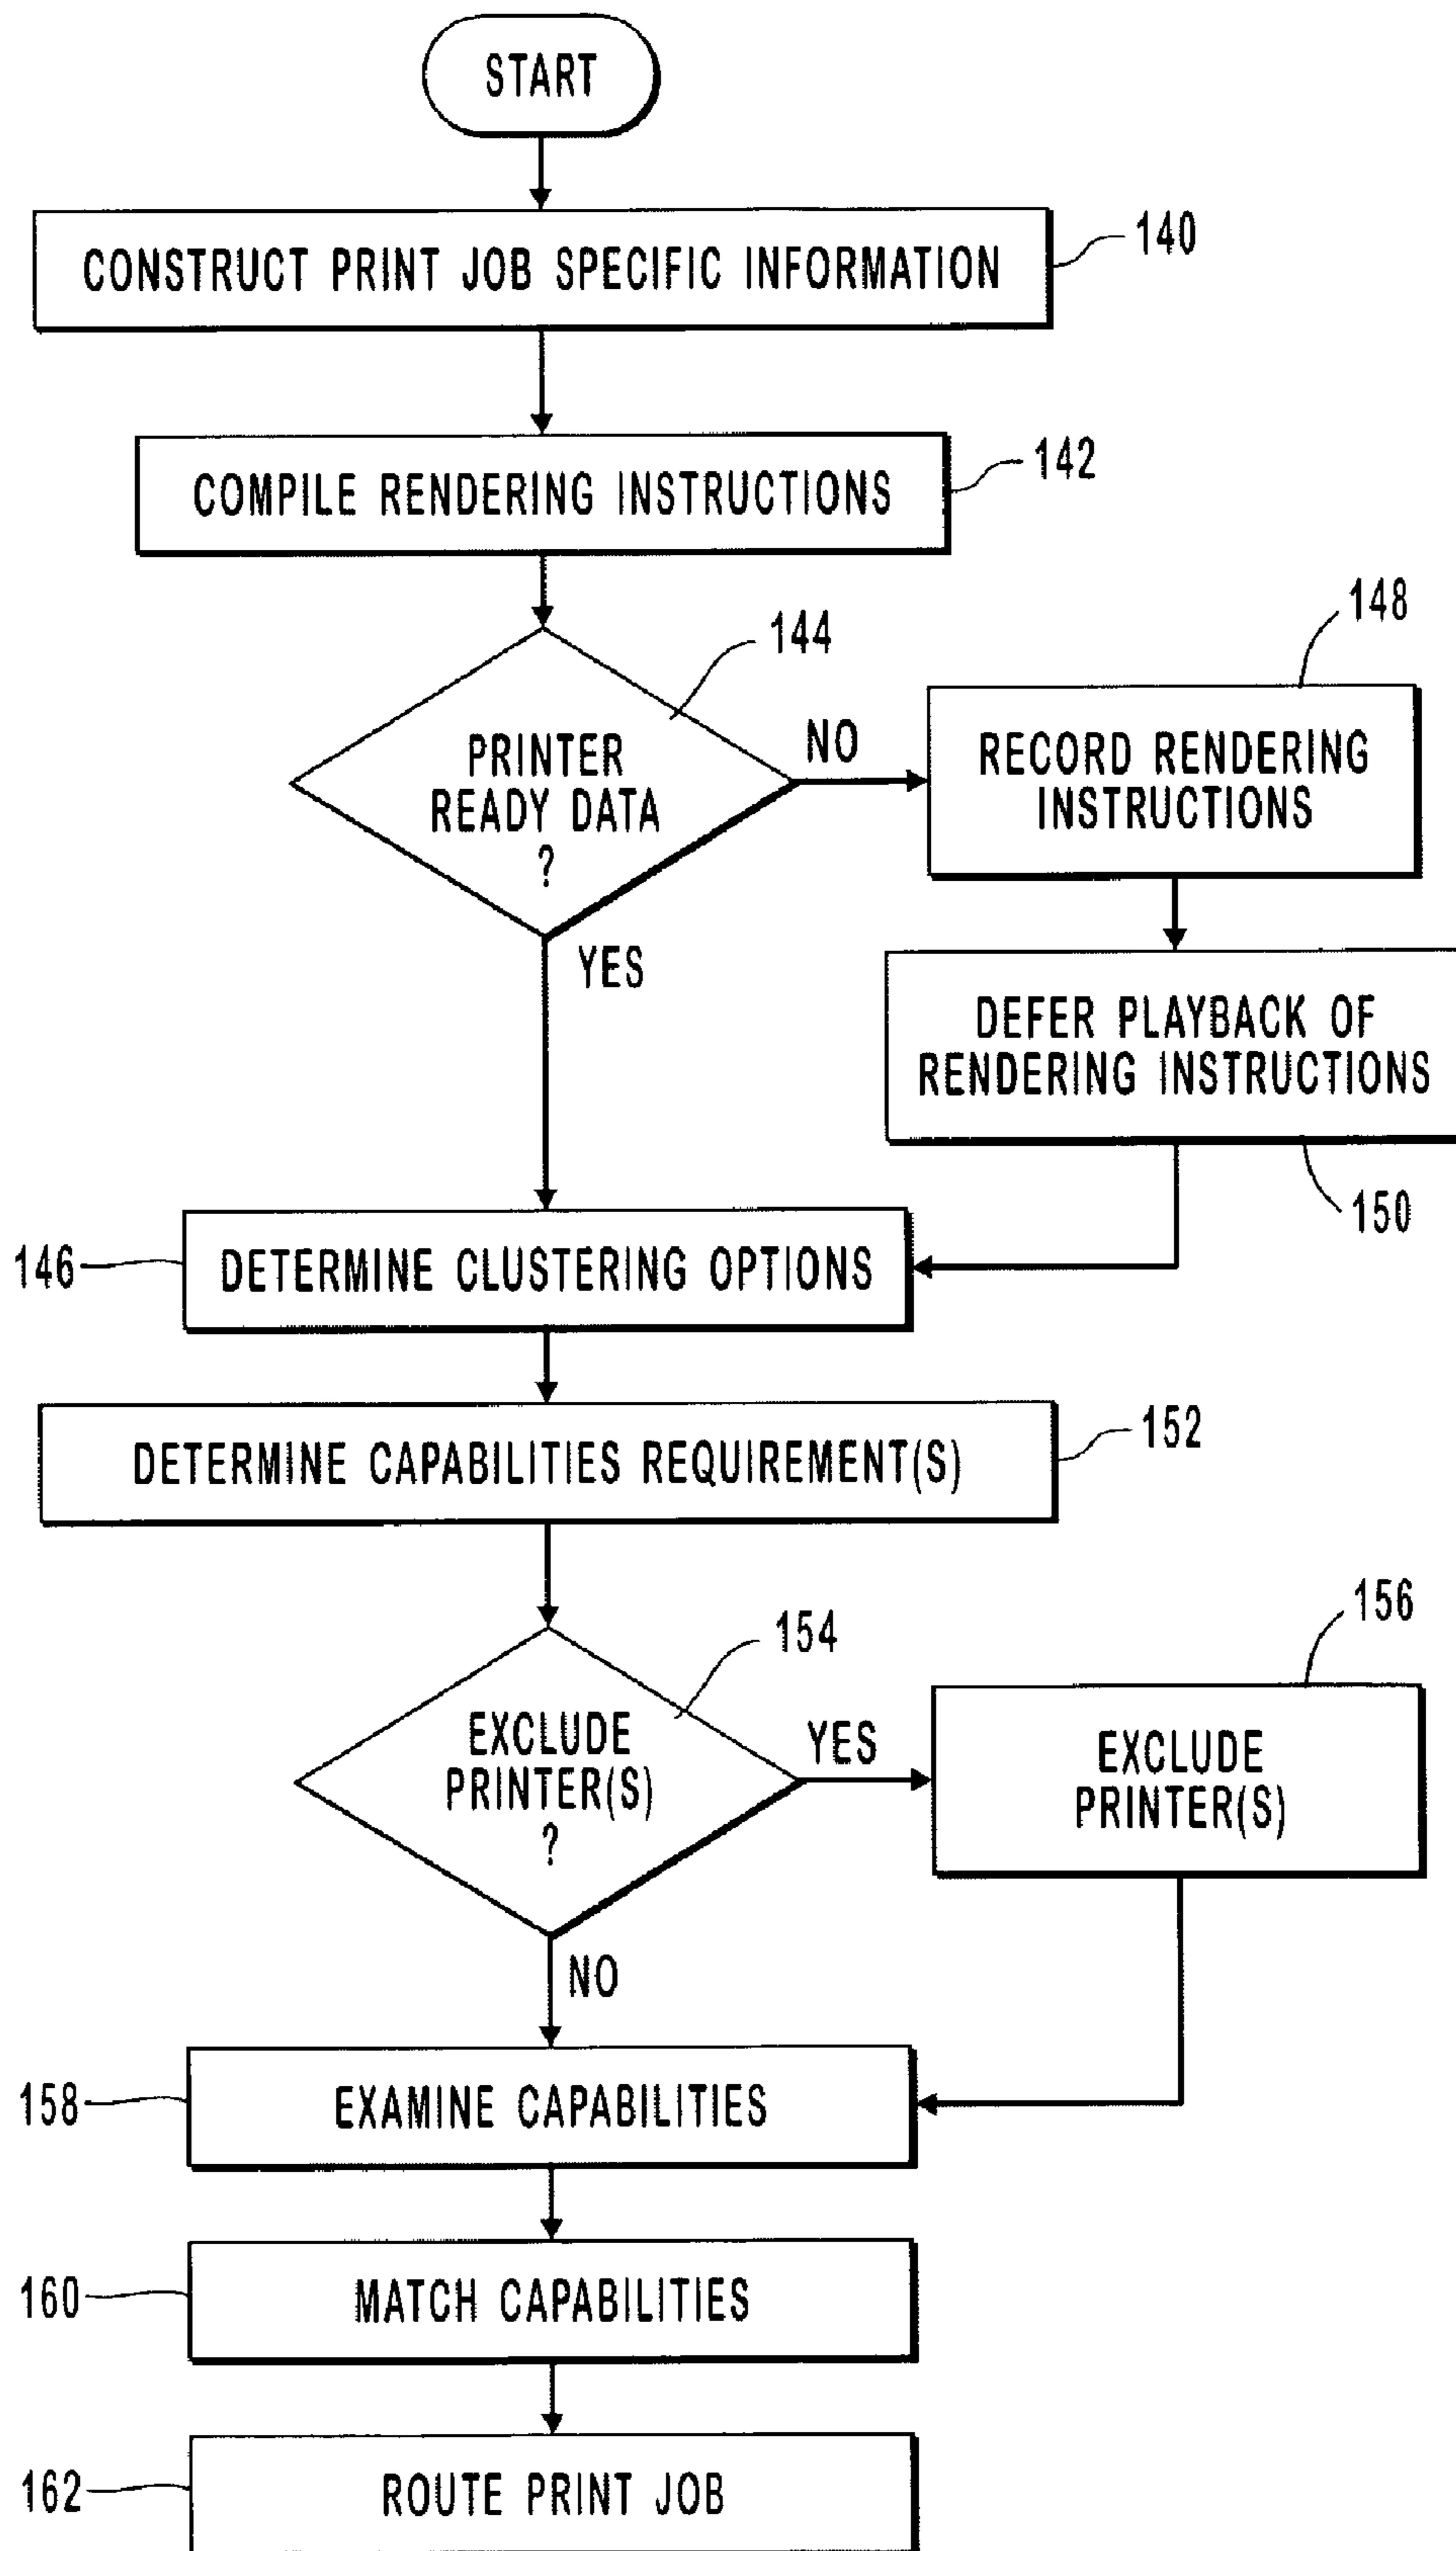 START
CONSTRUCT PRINT JOB SPECIFIC INFORMATION
140
COMPILE RENDERING INSTRUCTIONS
142
144
PRINTER
READY DATA
?
NO
YES
148
RECORD RENDERING
INSTRUCTIONS
DEFER PLAYBACK OF
RENDERING INSTRUCTIONS
150
146
DETERMINE CLUSTERING OPTIONS
DETERMINE CAPABILITIES REQUIREMENT(S)
152
154
EXCLUDE
PRINTER(S)
?
YES
NO
156
EXCLUDE
PRINTER(S)
158
EXAMINE CAPABILITIES
160
MATCH CAPABILITIES
162
ROUTE PRINT JOB